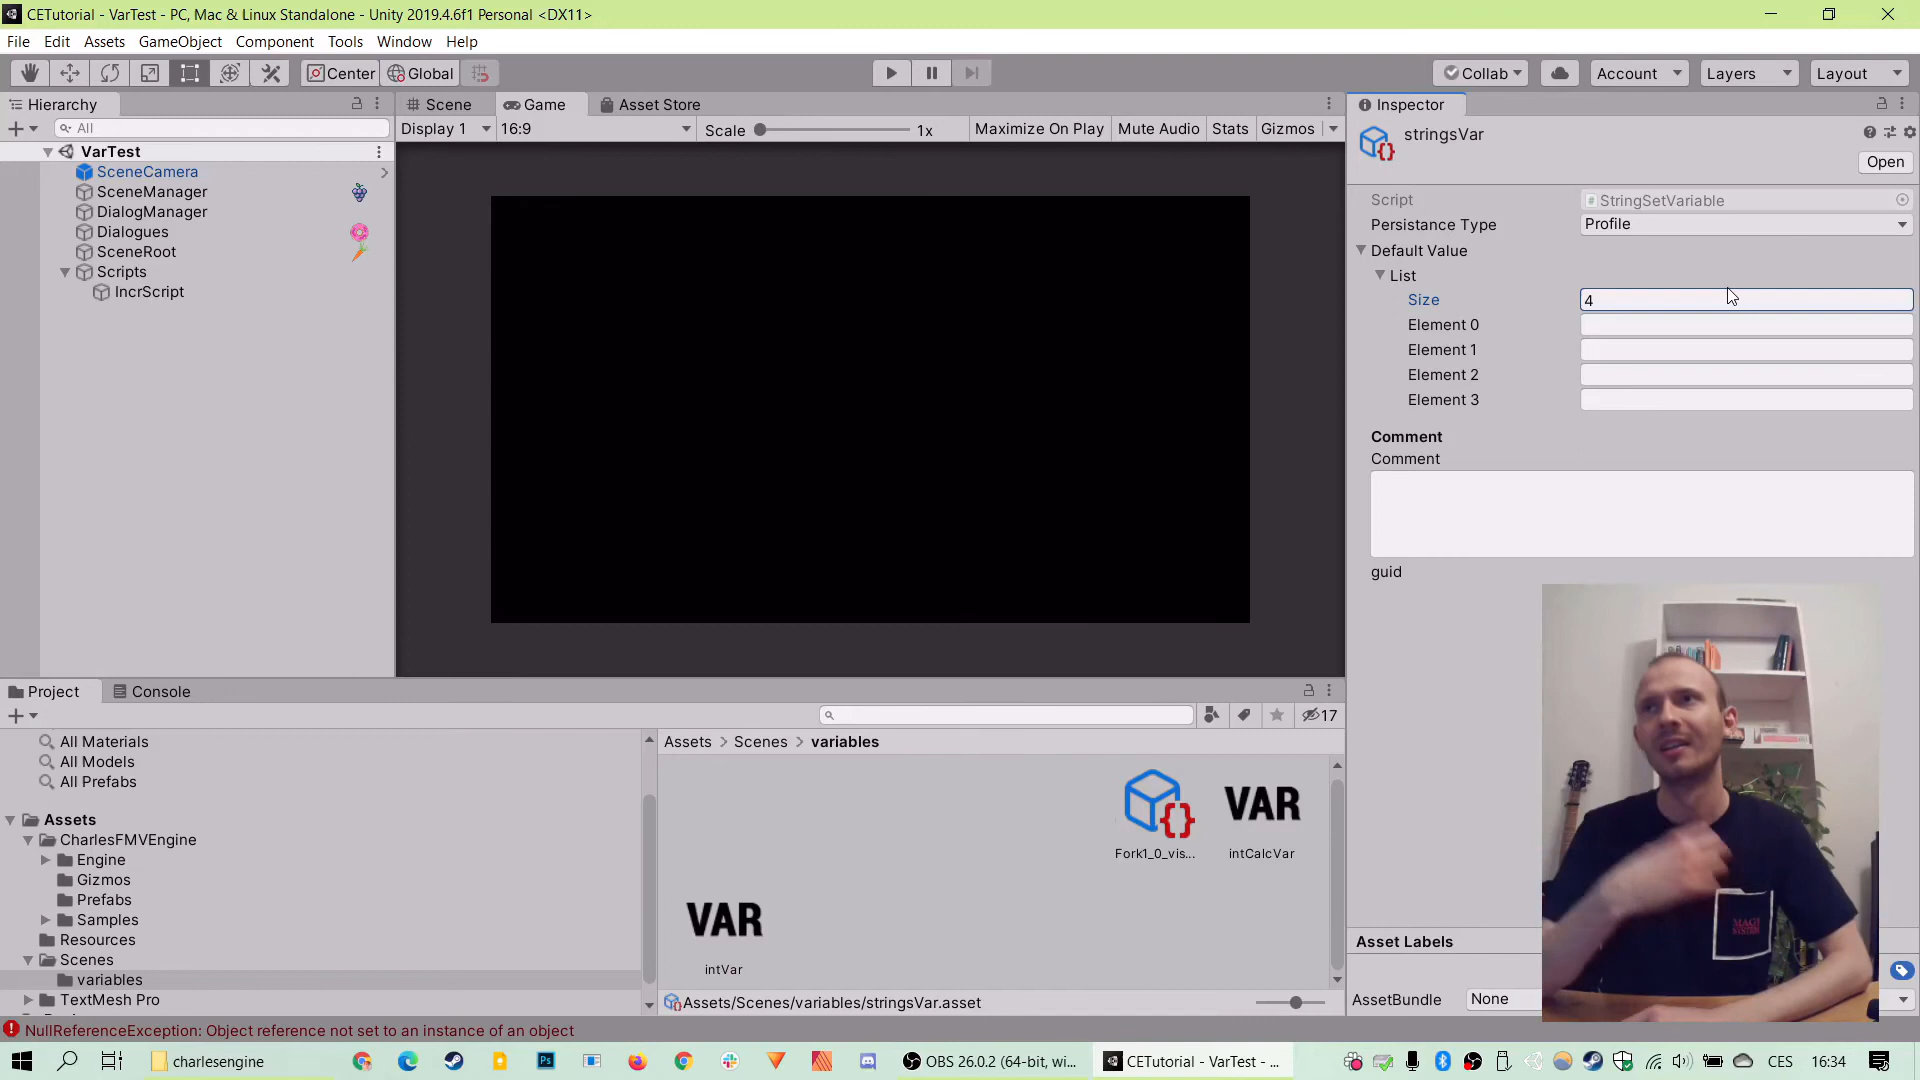 CETutorial - VarTest - PC, Mac & Linux Standalone - Unity 2019.4.6f1 Personal <DX11>
File Edit Assets GameObject Component Tools Window Help
Center Global Collab Account Layers Layout
Hierarchy Scene Game Asset Store Inspector
All Display 1 16:9 Scale 1x Maximize On Play Mute Audio Stats Gizmos
stringsVar
Open
VarTest
SceneCamera
SceneManager
DialogManager
Dialogues
SceneRoot
Scripts
IncrScript
Script StringSetVariable
Persistance Type Profile
Default Value
List
Size 4
Element 0
Element 1
Element 2
Element 3
Comment
Comment
guid
Project Console
17
All Materials
All Models
All Prefabs
Assets
CharlesFMVEngine
Engine
Gizmos
Prefabs
Samples
Resources
Scenes
variables
TextMesh Pro
Assets > Scenes > variables
VAR
Fork1_0_vis... intCalcVar
VAR
intVar
Assets/Scenes/variables/stringsVar.asset
MAGI
SYSTEM
Asset Labels
AssetBundle None
NullReferenceException: Object reference not set to an instance of an object
charlesengine OBS 26.0.2 (64-bit, wi... CETutorial - VarTest - ... CES 16:34